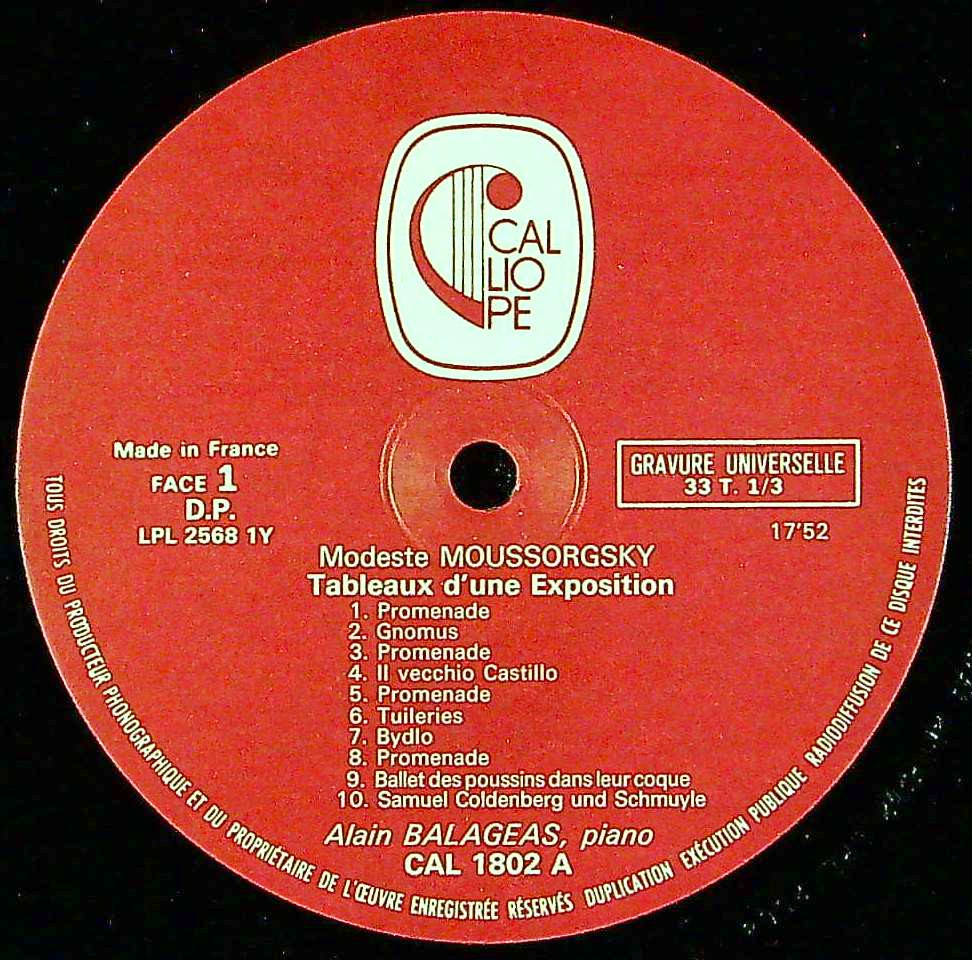 CAL
LIO
PE
Made in France
FACE 1
D.P.
LPL 2568 1Y
GRAVURE UNIVERSELLE
33 T. 1/3
17'52
Modeste MOUSSORGSKY
Tableaux d'une Exposition
1. Promenade
2. Gnomus
3. Promenade
4. Il vecchio Castillo
5. Promenade
6. Tuileries
7. Bydlo
8. Promenade
9. Ballet des poussins dans leur coque
10. Samuel Coldenberg und Schmuyle
Alain BALAGEAS, piano
CAL 1802 A
TOUS DROITS DU PRODUCTEUR PHONOGRAPHIQUE ET DU PROPRIÉTAIRE DE L'ŒUVRE ENREGISTRÉE RÉSERVÉS DUPLICATION EXÉCUTION PUBLIQUE RADIODIFFUSION DE CE DISQUE INTERDITES